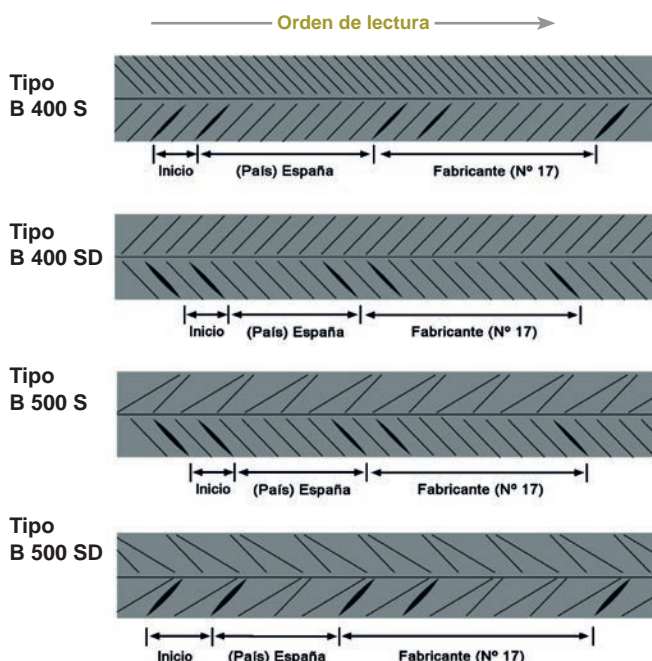 Orden de lectura
Tipo
B 400 S
Inicio (País) España Fabricante (Nº 17)
Tipo
B 400 SD
Inicio (País) España Fabricante (Nº 17)
Tipo
B 500 S
Inicio (País) España Fabricante (Nº 17)
Tipo
B 500 SD
Inicio (País) España Fabricante (Nº 17)